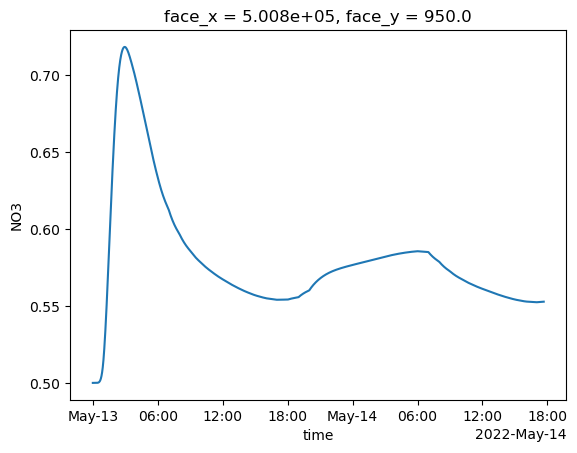 face_x = 5.008e+05, face_y = 950.0
NO3
0.70
0.65
0.60
0.55
0.50
May-13 06:00 12:00 18:00 May-14 06:00 12:00 18:00
time
2022-May-14